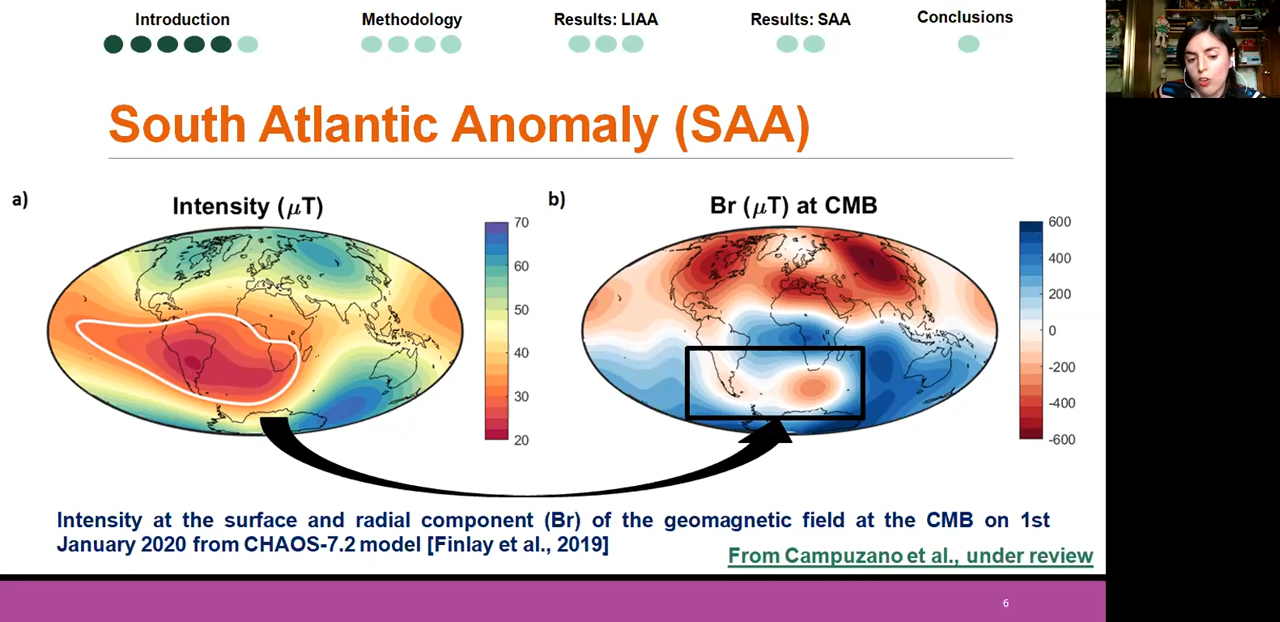 Introduction Methodology Results: LIAA Results: SAA Conclusions
South Atlantic Anomaly (SAA)
a) Intensity (μT)
70
60
50
40
30
20
b) Br (μT) at CMB
600
400
200
0
-200
-400
-600
Intensity at the surface and radial component (Br) of the geomagnetic field at the CMB on 1st
January 2020 from CHAOS-7.2 model [Finlay et al., 2019]
From Campuzano et al., under review
6